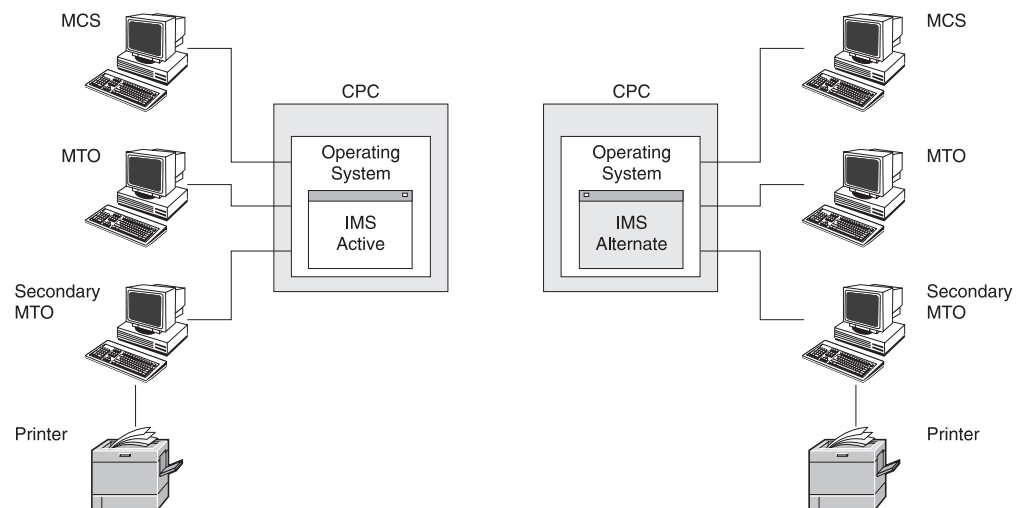 MCS
MCS
CPC
CPC
MTO
Operating
System
Operating
System
MTO
IMS
Active
IMS
Alternate
Secondary
MTO
Secondary
MTO
Printer
Printer